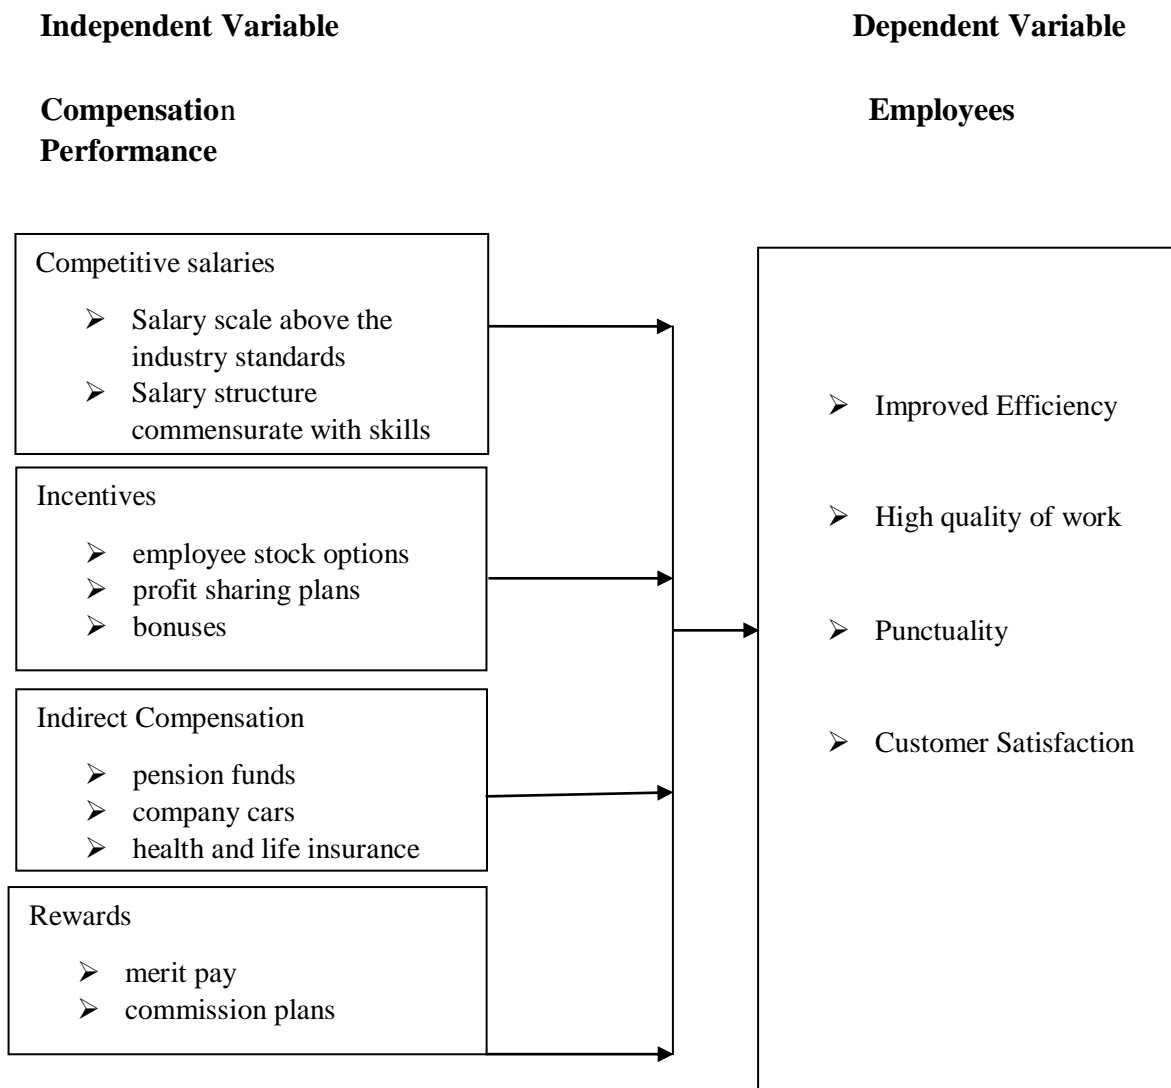 Independent Variable
Dependent Variable
Compensation
Employees
Performance
Competitive salaries
➢ Salary scale above the
industry standards
➢ Salary structure
commensurate with skills
Incentives
➢ employee stock options
➢ profit sharing plans
➢ bonuses
Indirect Compensation
➢ pension funds
➢ company cars
➢ health and life insurance
Rewards
➢ merit pay
➢ commission plans
➢ Improved Efficiency
➢ High quality of work
➢ Punctuality
➢ Customer Satisfaction